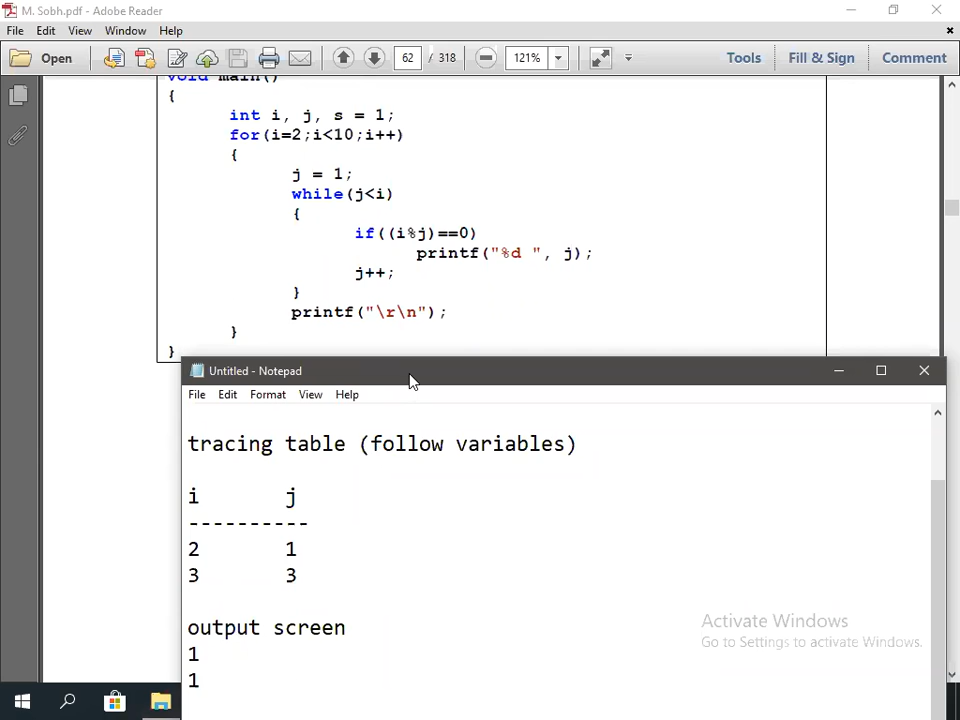 M. Sobh.pdf - Adobe Reader
File Edit View Window Help
Open 62 / 318 121% Tools Fill & Sign Comment
void main()
{
int i, j, s = 1;
for(i=2;i<10;i++)
{
j = 1;
while(j<i)
{
if((i%j)==0)
printf("%d ", j);
j++;
}
printf("\r\n");
}
}
Untitled - Notepad
File Edit Format View Help
tracing table (follow variables)
i j
----------
2 1
3 3
output screen
1
1
Activate Windows
Go to Settings to activate Windows.